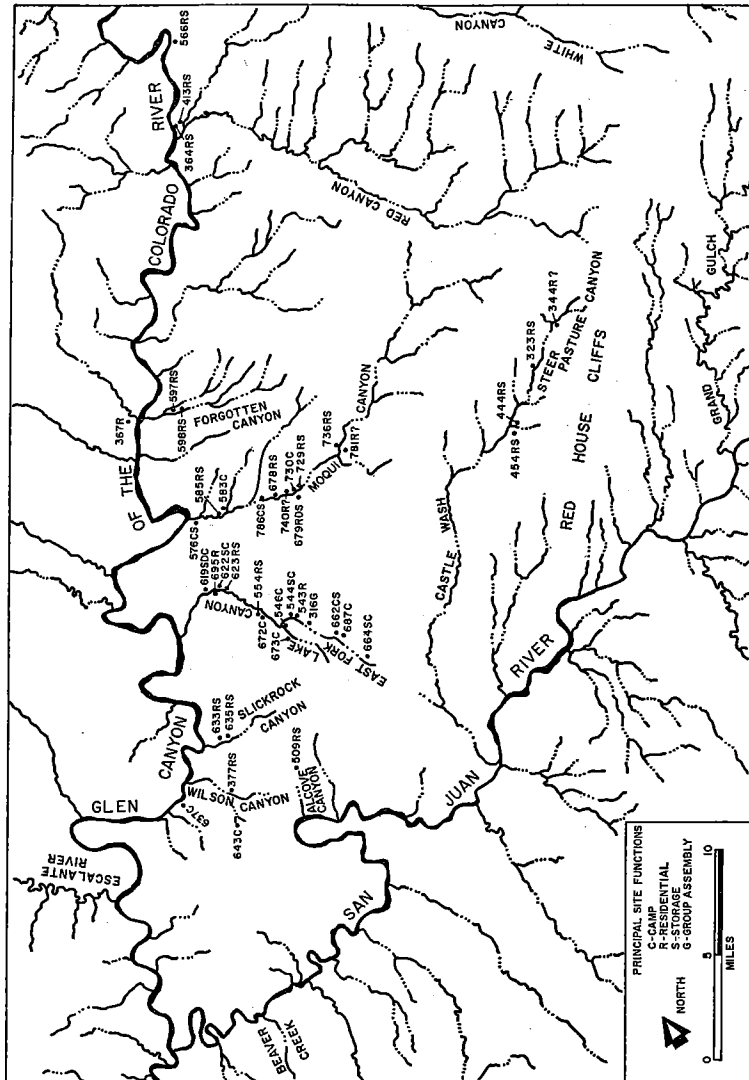 GLEN
CANYON
OF THE
COLORADO
RIVER
ESCALANTE
RIVER
566RS
413RS
364RS
WHITE
CANYON
RED CANYON
367R
597RS
598RS
FORGOTTEN
CANYON
585RS
583C
576CS
786CS
678RS
740R?
730C
679ROS
729RS
MOQUI
CANYON
736RS
781R?
619SDC
695R
622SC
623RS
554RS
672C
546C
673C
544SC
543R
316G
LAKE
CANYON
662CS
687C
EAST FORK
664SC
633RS
635RS
SLICKROCK
CANYON
377RS
WILSON
CANYON
637C
643C?
509RS
ALCOVE
CANYON
CASTLE WASH
454RS
444RS
323RS
344R?
STEER
PASTURE
CANYON
RED HOUSE CLIFFS
GRAND
GULCH
SAN
JUAN
RIVER
BEAVER
CREEK
PRINCIPAL SITE FUNCTIONS
C-CAMP
R-RESIDENTIAL
S-STORAGE
G-GROUP ASSEMBLY
NORTH
0 5 10
MILES